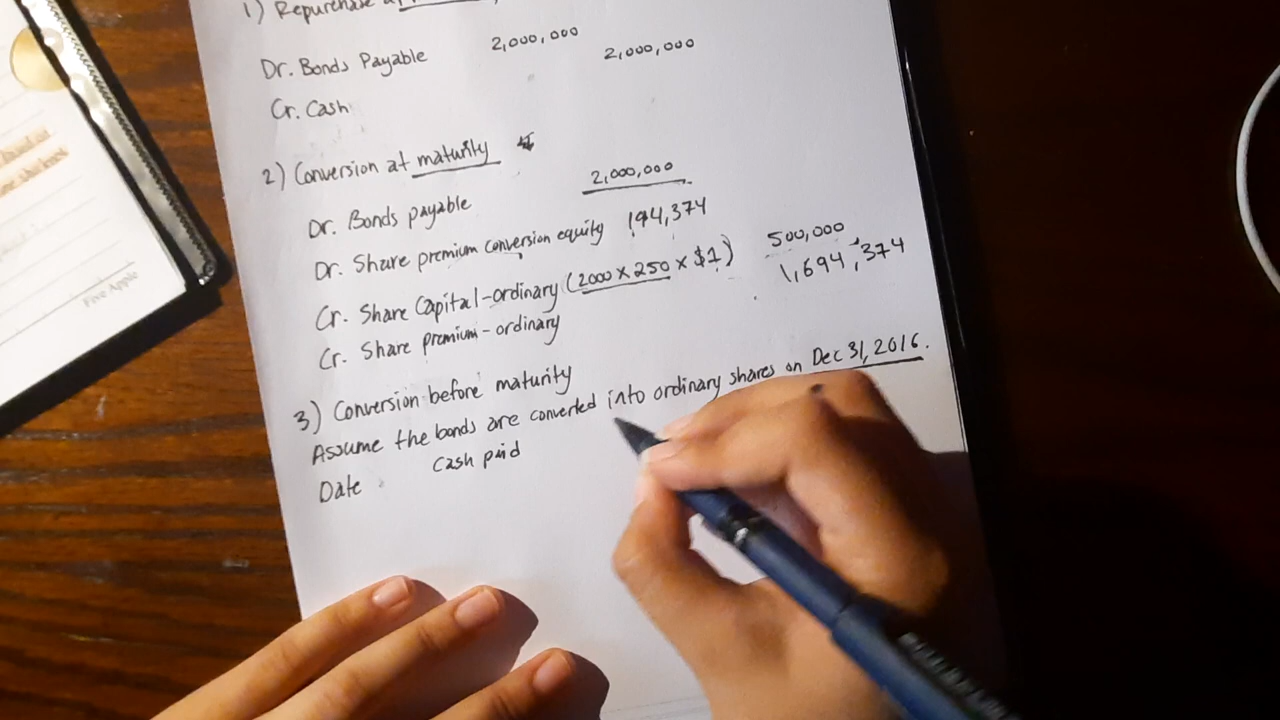 1) Repurchase at
Dr. Bonds Payable 2,000,000
2,000,000
Cr. Cash
2) Conversion at maturity
Dr. Bonds payable 2,000,000
Dr. Share premium conversion equity 194,374
Cr. Share Capital-ordinary (2000 x 250 x $1) 500,000
Cr. Share premium-ordinary 1,694,374
3) Conversion before maturity
Assume the bonds are converted into ordinary shares on Dec 31, 2016.
Date Cash paid
Five Apple